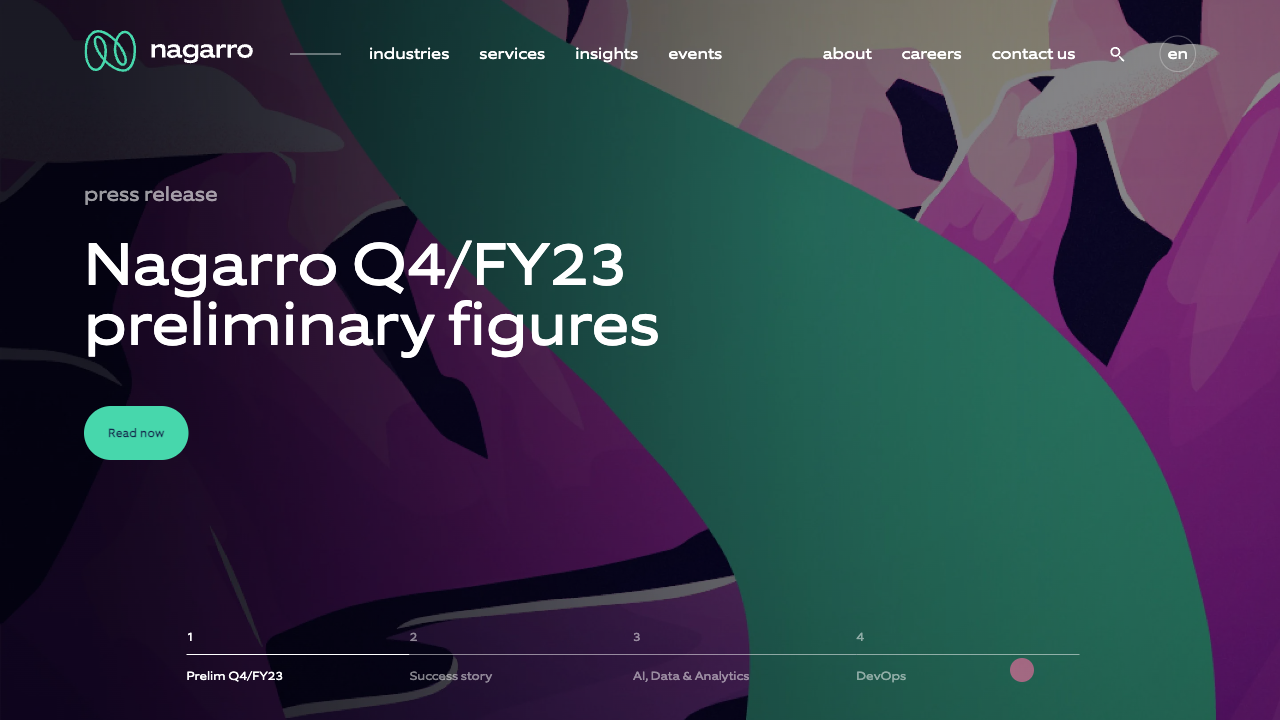 nagarro
industries services insights events about careers contact us en
press release
Nagarro Q4/FY23
preliminary figures
Read now
1 2 3 4
Prelim Q4/FY23 Success story AI, Data & Analytics DevOps